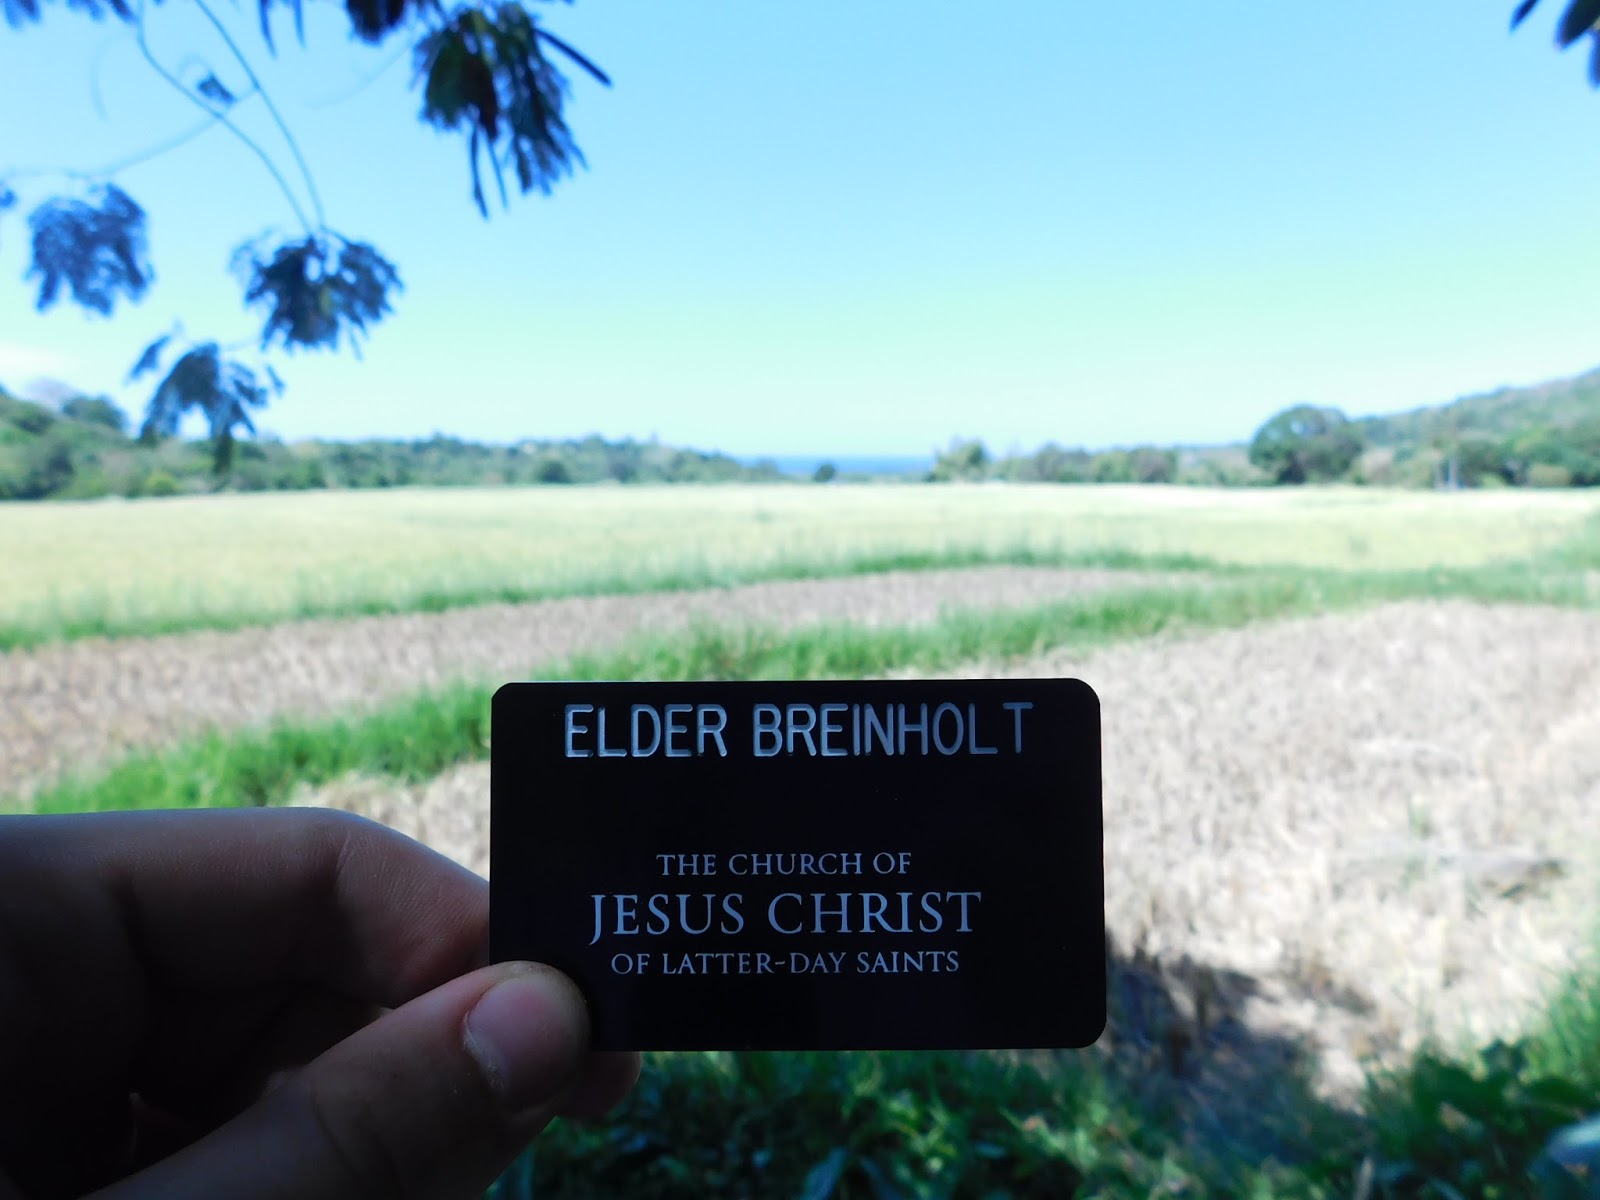 ELDER BREINHOLT
THE CHURCH OF
JESUS CHRIST
OF LATTER-DAY SAINTS